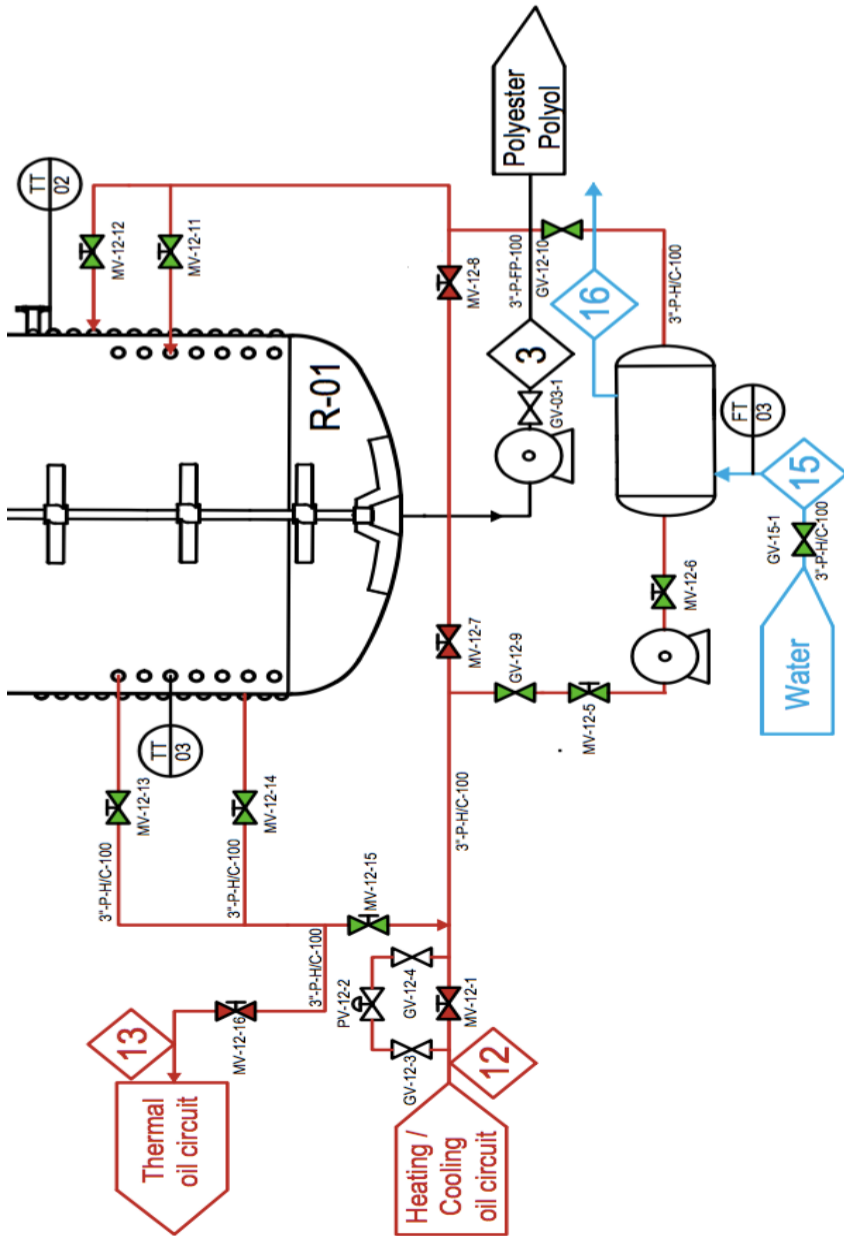 TT
02
MV-12-12
MV-12-11
R-01
Polyester
Polyol
3"-P-FP-100
GV-12-10
MV-12-8
3
GV-03-1
16
3"-P-H/C-100
FT
03
15
GV-15-1
3"-P-H/C-100
Water
MV-12-6
MV-12-7
GV-12-9
MV-12-5
TT
03
MV-12-13
MV-12-14
3"-P-H/C-100
3"-P-H/C-100
3"-P-H/C-100
MV-12-15
3"-P-H/C-100
PV-12-2
GV-12-4
MV-12-1
GV-12-3
MV-12-16
13
Thermal
oil circuit
12
Heating /
Cooling
oil circuit